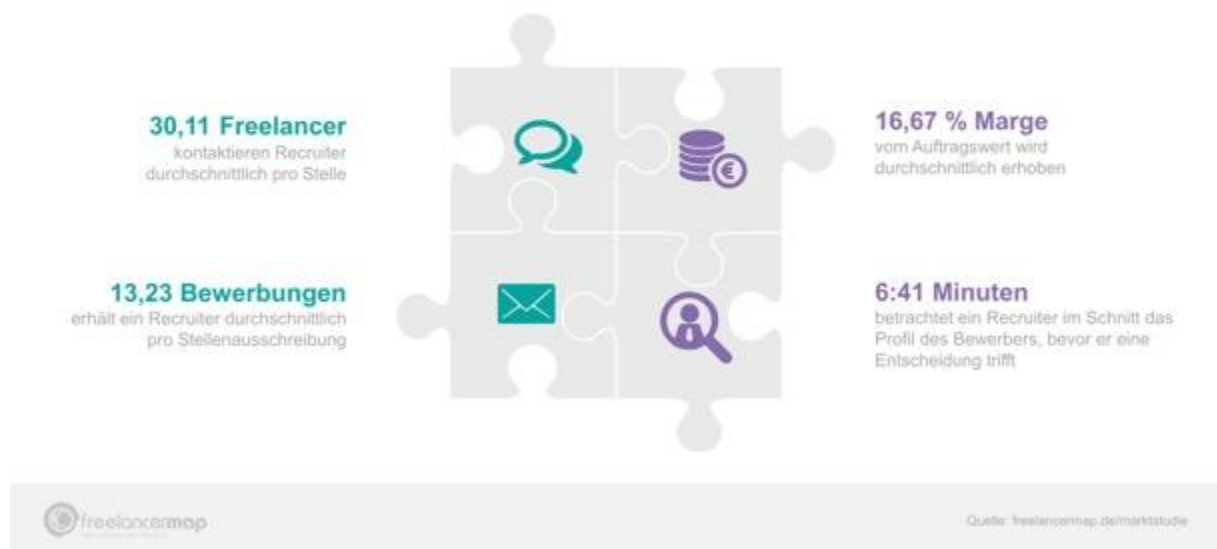 30,11 Freelancer
kontaktieren Recruiter
durchschnittlich pro Stelle
16,67 % Marge
vom Auftragswert wird
durchschnittlich erhoben
13,23 Bewerbungen
erhält ein Recruiter durchschnittlich
pro Stellenausschreibung
6:41 Minuten
betrachtet ein Recruiter im Schnitt das
Profil des Bewerbers, bevor er eine
Entscheidung trifft
€
freelancermap
Quelle: freelancermap.de/marktstudie